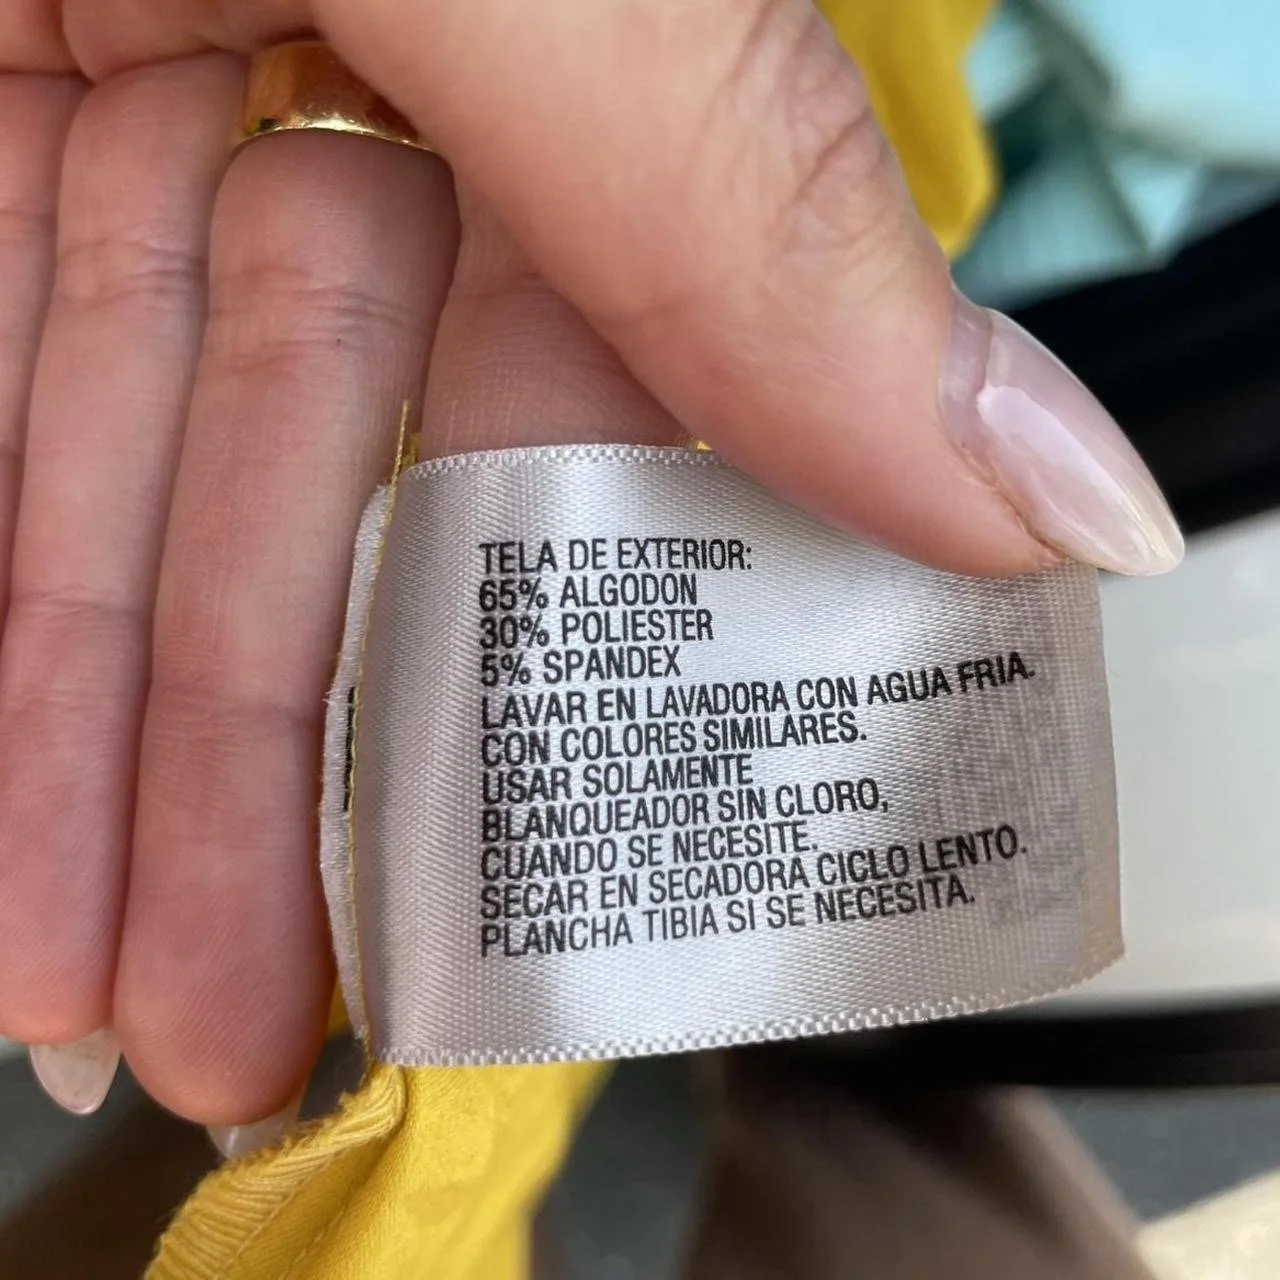 TELA DE EXTERIOR:
65% ALGODON
30% POLIESTER
5% SPANDEX
LAVAR EN LAVADORA CON AGUA FRIA.
CON COLORES SIMILARES.
USAR SOLAMENTE
BLANQUEADOR SIN CLORO,
CUANDO SE NECESITE.
SECAR EN SECADORA CICLO LENTO.
PLANCHA TIBIA SI SE NECESITA.